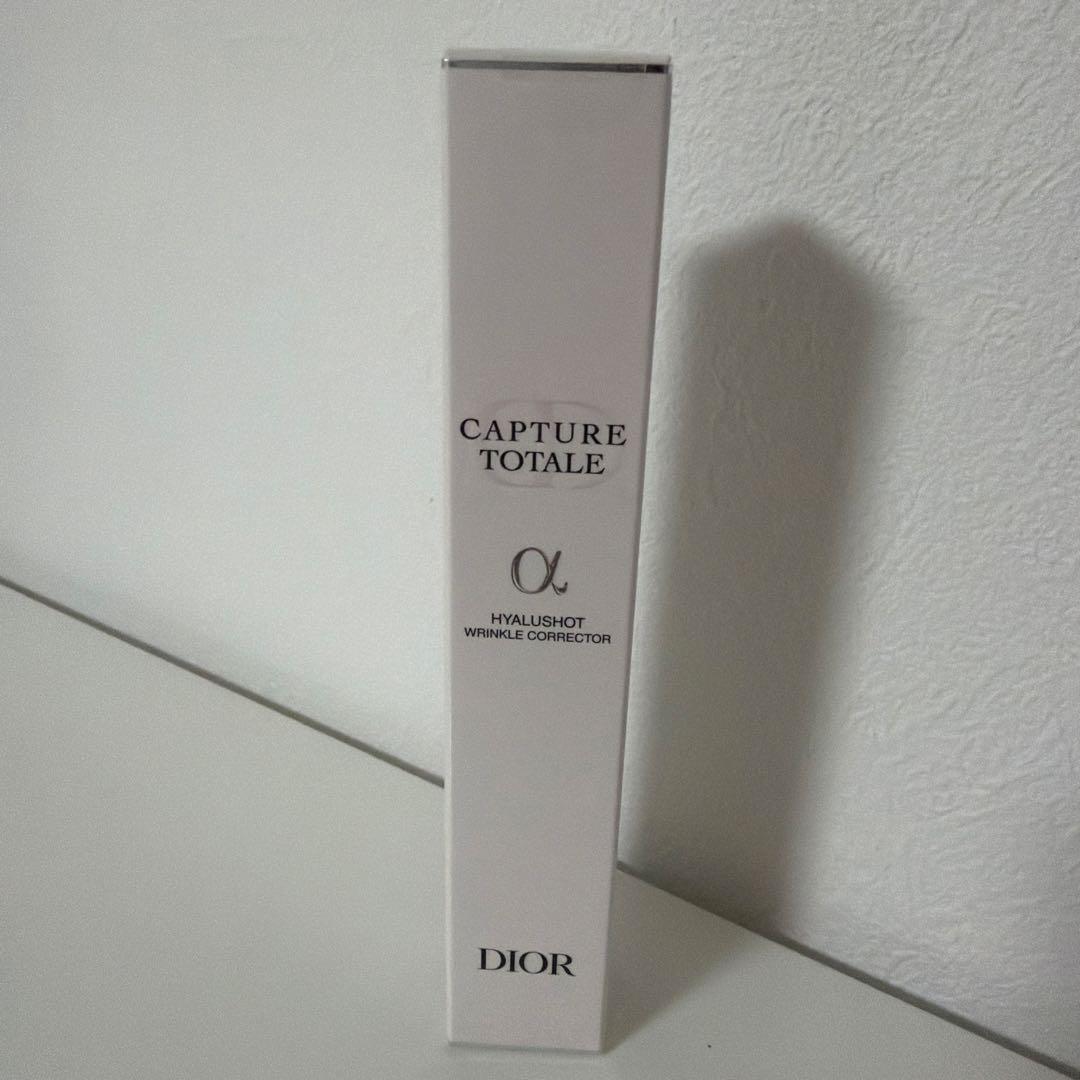 CAPTURE
TOTALE
α
HYALUSHOT
WRINKLE CORRECTOR
DIOR